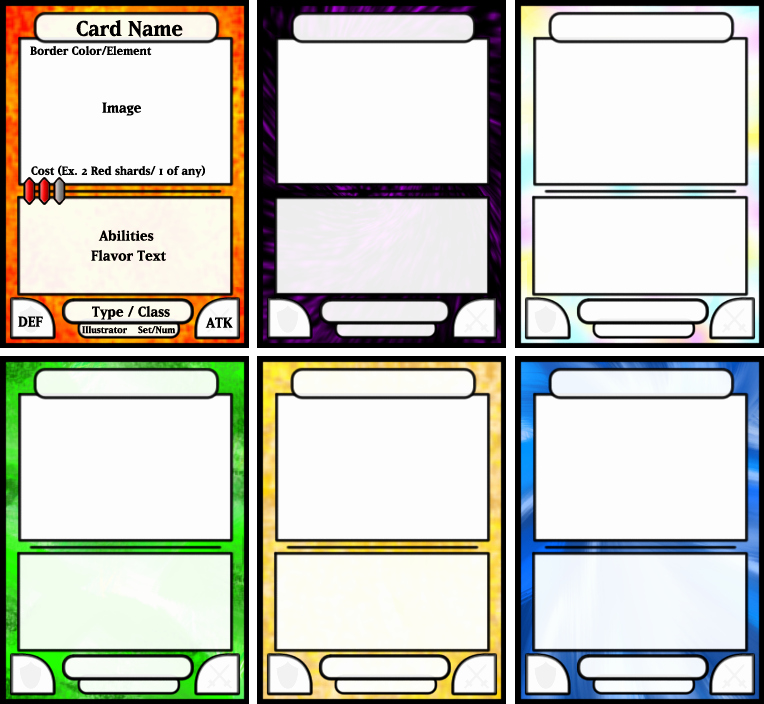 Card Name
Border Color/Element
Image
Cost (Ex. 2 Red shards/ 1 of any)
Abilities
Flavor Text
DEF
Type / Class
ATK
Illustrator Set/Num